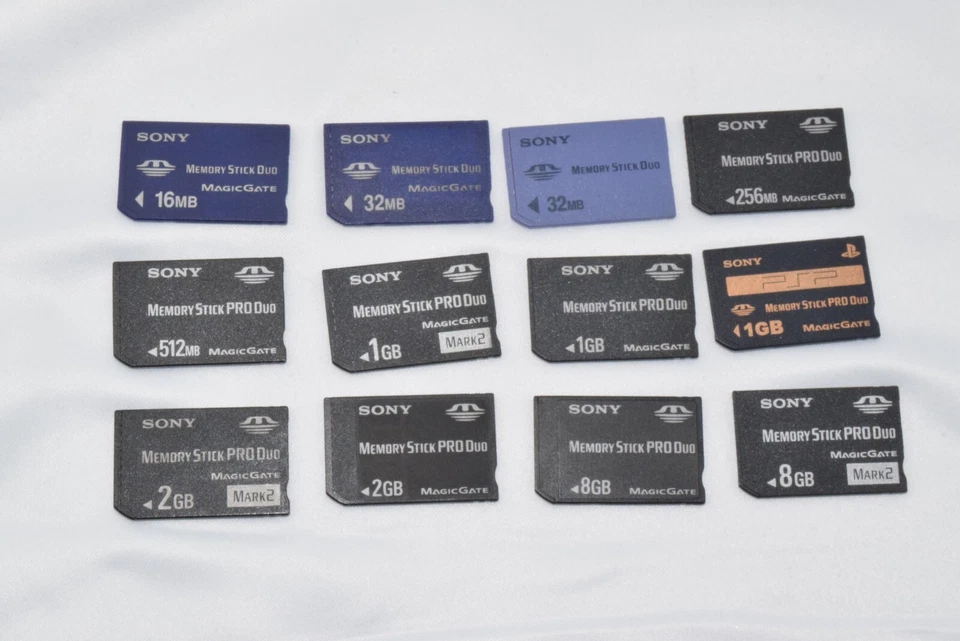 SONY
MEMORY STICK DUO
MAGICGATE
16MB
SONY
MEMORY STICK DUO
MAGICGATE
32MB
SONY
MEMORY STICK DUO
32MB
SONY
MEMORY STICK PRO DUO
256MB MAGICGATE
SONY
MEMORY STICK PRO DUO
512MB MAGICGATE
SONY
MEMORY STICK PRO DUO
MAGICGATE
1GB MARK2
SONY
MEMORY STICK PRO DUO
1GB MAGICGATE
SONY
PSP
MEMORY STICK PRO DUO
1GB MAGICGATE
SONY
MEMORY STICK PRO DUO
MAGICGATE
2GB MARK2
SONY
MEMORY STICK PRO DUO
2GB MAGICGATE
SONY
MEMORY STICK PRO DUO
8GB MAGICGATE
SONY
MEMORY STICK PRO DUO
MAGICGATE
8GB MARK2